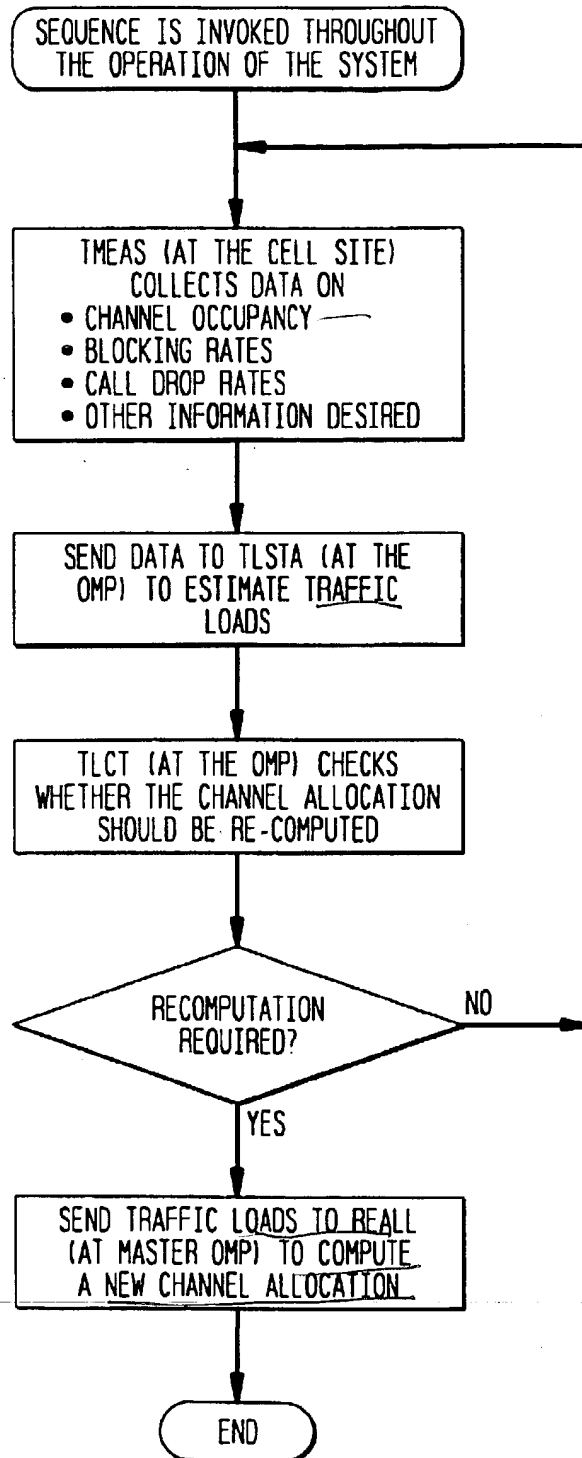 SEQUENCE IS INVOKED THROUGHOUT
THE OPERATION OF THE SYSTEM
TMEAS (AT THE CELL SITE)
COLLECTS DATA ON
• CHANNEL OCCUPANCY
• BLOCKING RATES
• CALL DROP RATES
• OTHER INFORMATION DESIRED
SEND DATA TO TLSTA (AT THE
OMP) TO ESTIMATE TRAFFIC
LOADS
TLCT (AT THE OMP) CHECKS
WHETHER THE CHANNEL ALLOCATION
SHOULD BE RE-COMPUTED
RECOMPUTATION
REQUIRED?
NO
YES
SEND TRAFFIC LOADS TO REALL
(AT MASTER OMP) TO COMPUTE
A NEW CHANNEL ALLOCATION
END